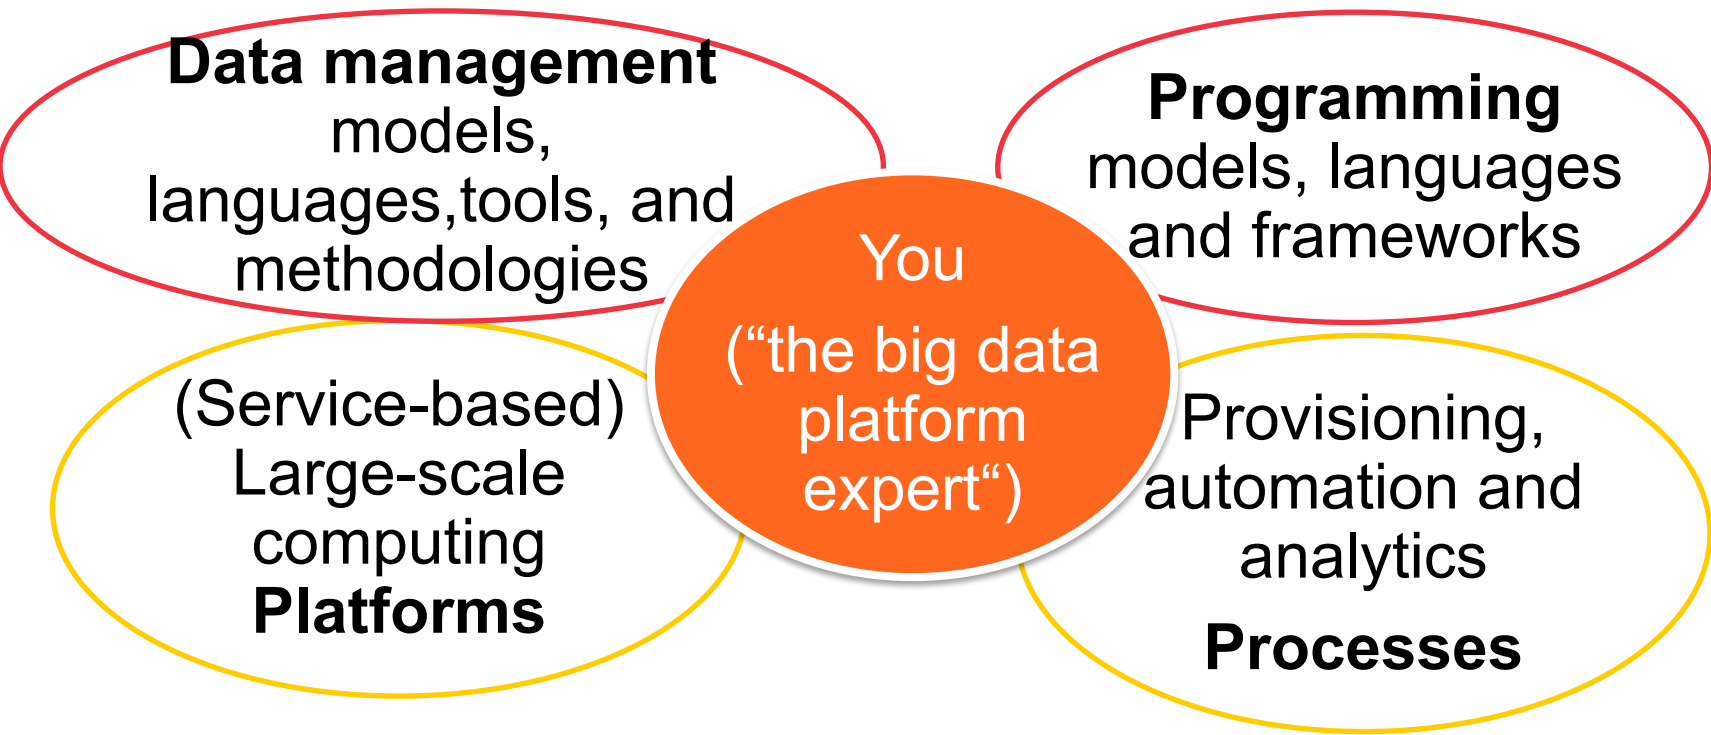 Data management
models,
languages,tools, and
methodologies
Programming
models, languages
and frameworks
You
(“the big data
platform
expert“)
(Service-based)
Large-scale
computing
Platforms
Provisioning,
automation and
analytics
Processes